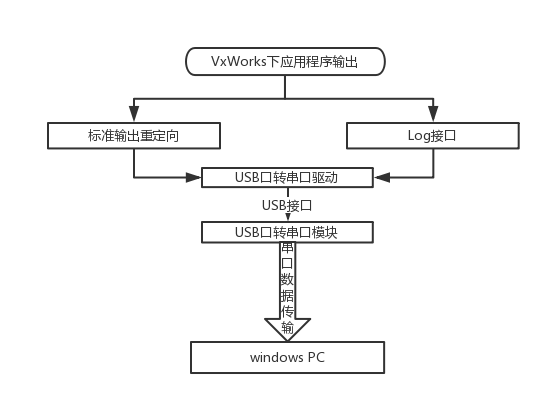 VxWorks下应用程序输出
标准输出重定向
Log接口
USB口转串口驱动
USB接口
USB口转串口模块
串
口
数
据
传
输
windows PC